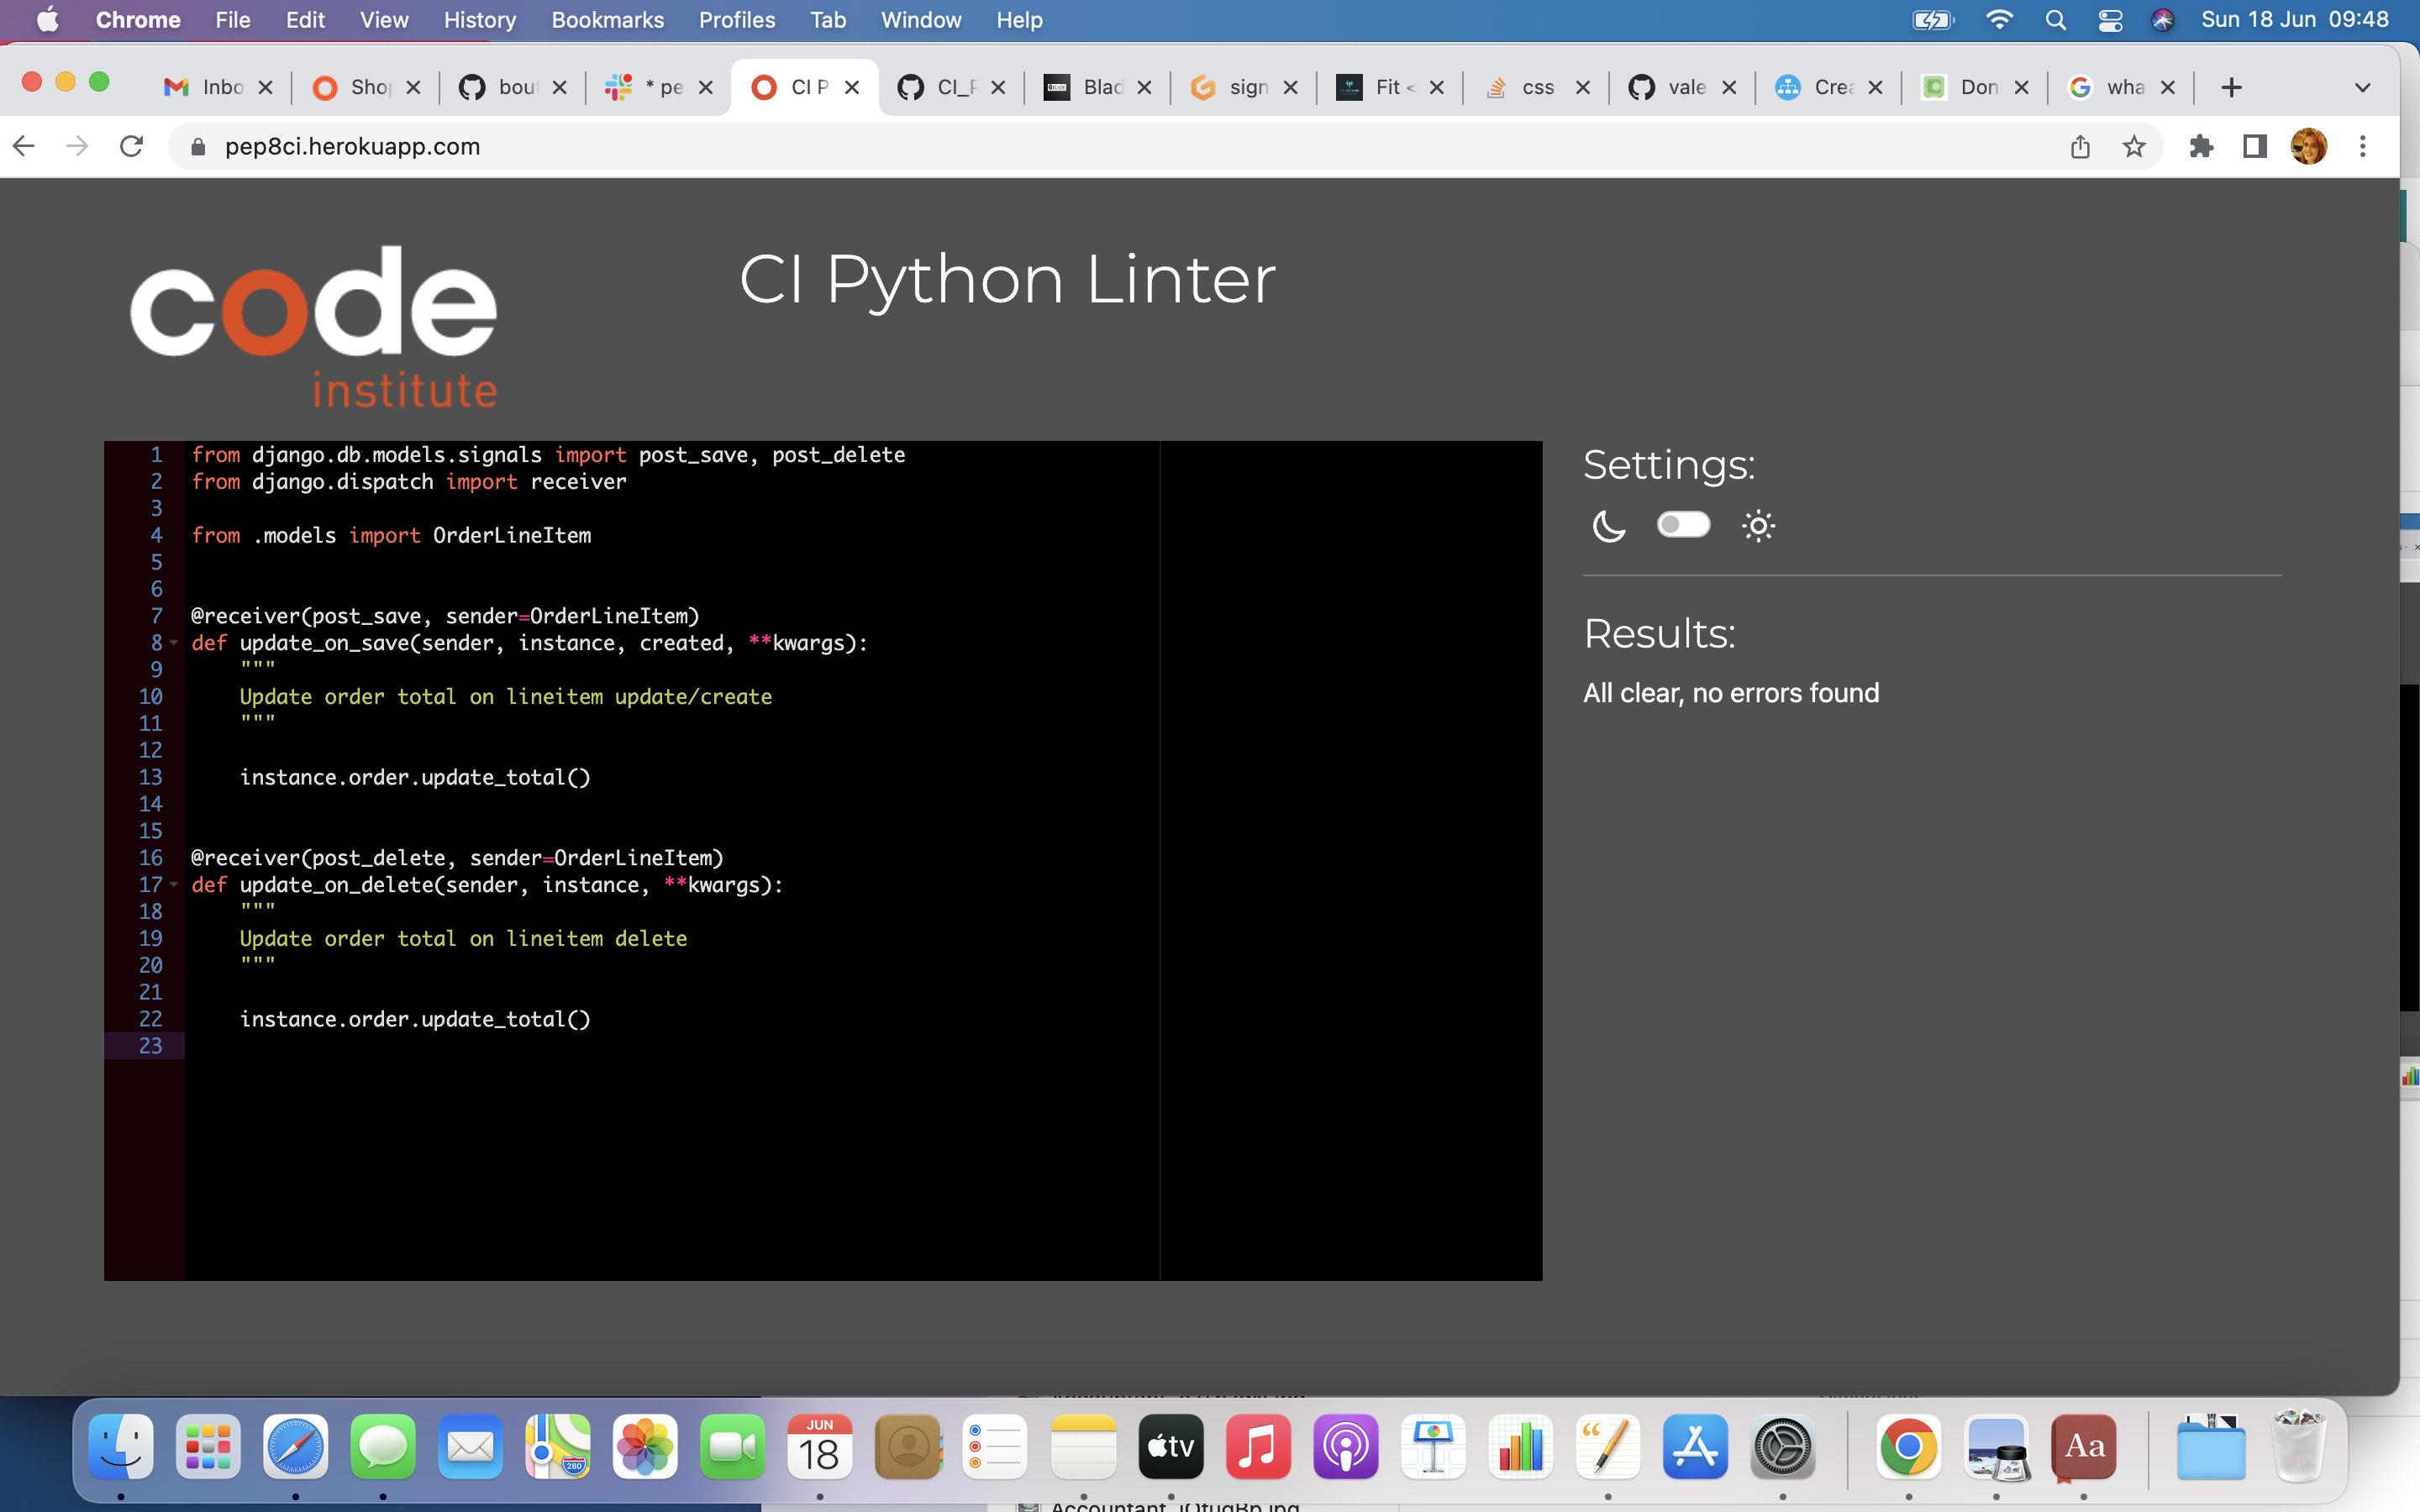 Chrome File Edit View History Bookmarks Profiles Tab Window Help Sun 18 Jun 09:48
Inbo Sho bou * pe CI P CI_P Blad sign Fit < css vale Crea Don wha
pep8ci.herokuapp.com
code
institute
CI Python Linter
1 from django.db.models.signals import post_save, post_delete
2 from django.dispatch import receiver
3
4 from .models import OrderLineItem
5
6
7 @receiver(post_save, sender=OrderLineItem)
8 def update_on_save(sender, instance, created, **kwargs):
9 """
10 Update order total on lineitem update/create
11 """
12
13 instance.order.update_total()
14
15
16 @receiver(post_delete, sender=OrderLineItem)
17 def update_on_delete(sender, instance, **kwargs):
18 """
19 Update order total on lineitem delete
20 """
21
22 instance.order.update_total()
23
Settings:
Results:
All clear, no errors found
JUN
18
280
tv
Aa